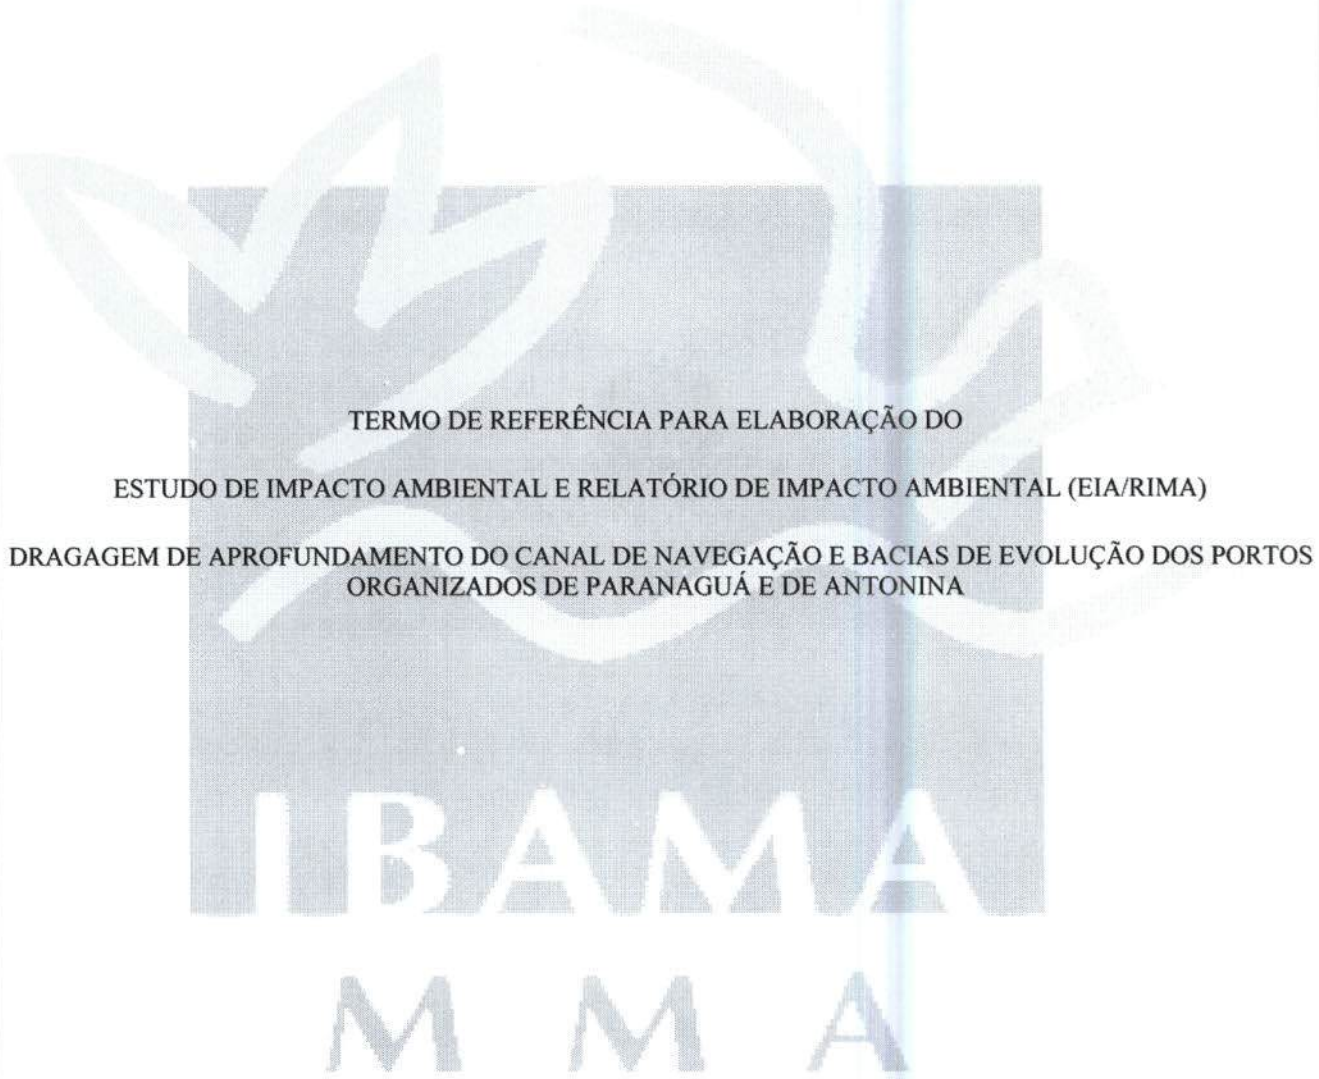 TERMO DE REFERÊNCIA PARA ELABORAÇÃO DO
ESTUDO DE IMPACTO AMBIENTAL E RELATÓRIO DE IMPACTO AMBIENTAL (EIA/RIMA)
DRAGAGEM DE APROFUNDAMENTO DO CANAL DE NAVEGAÇÃO E BACIAS DE EVOLUÇÃO DOS PORTOS
ORGANIZADOS DE PARANAGUÁ E DE ANTONINA
IBAMA
MMA